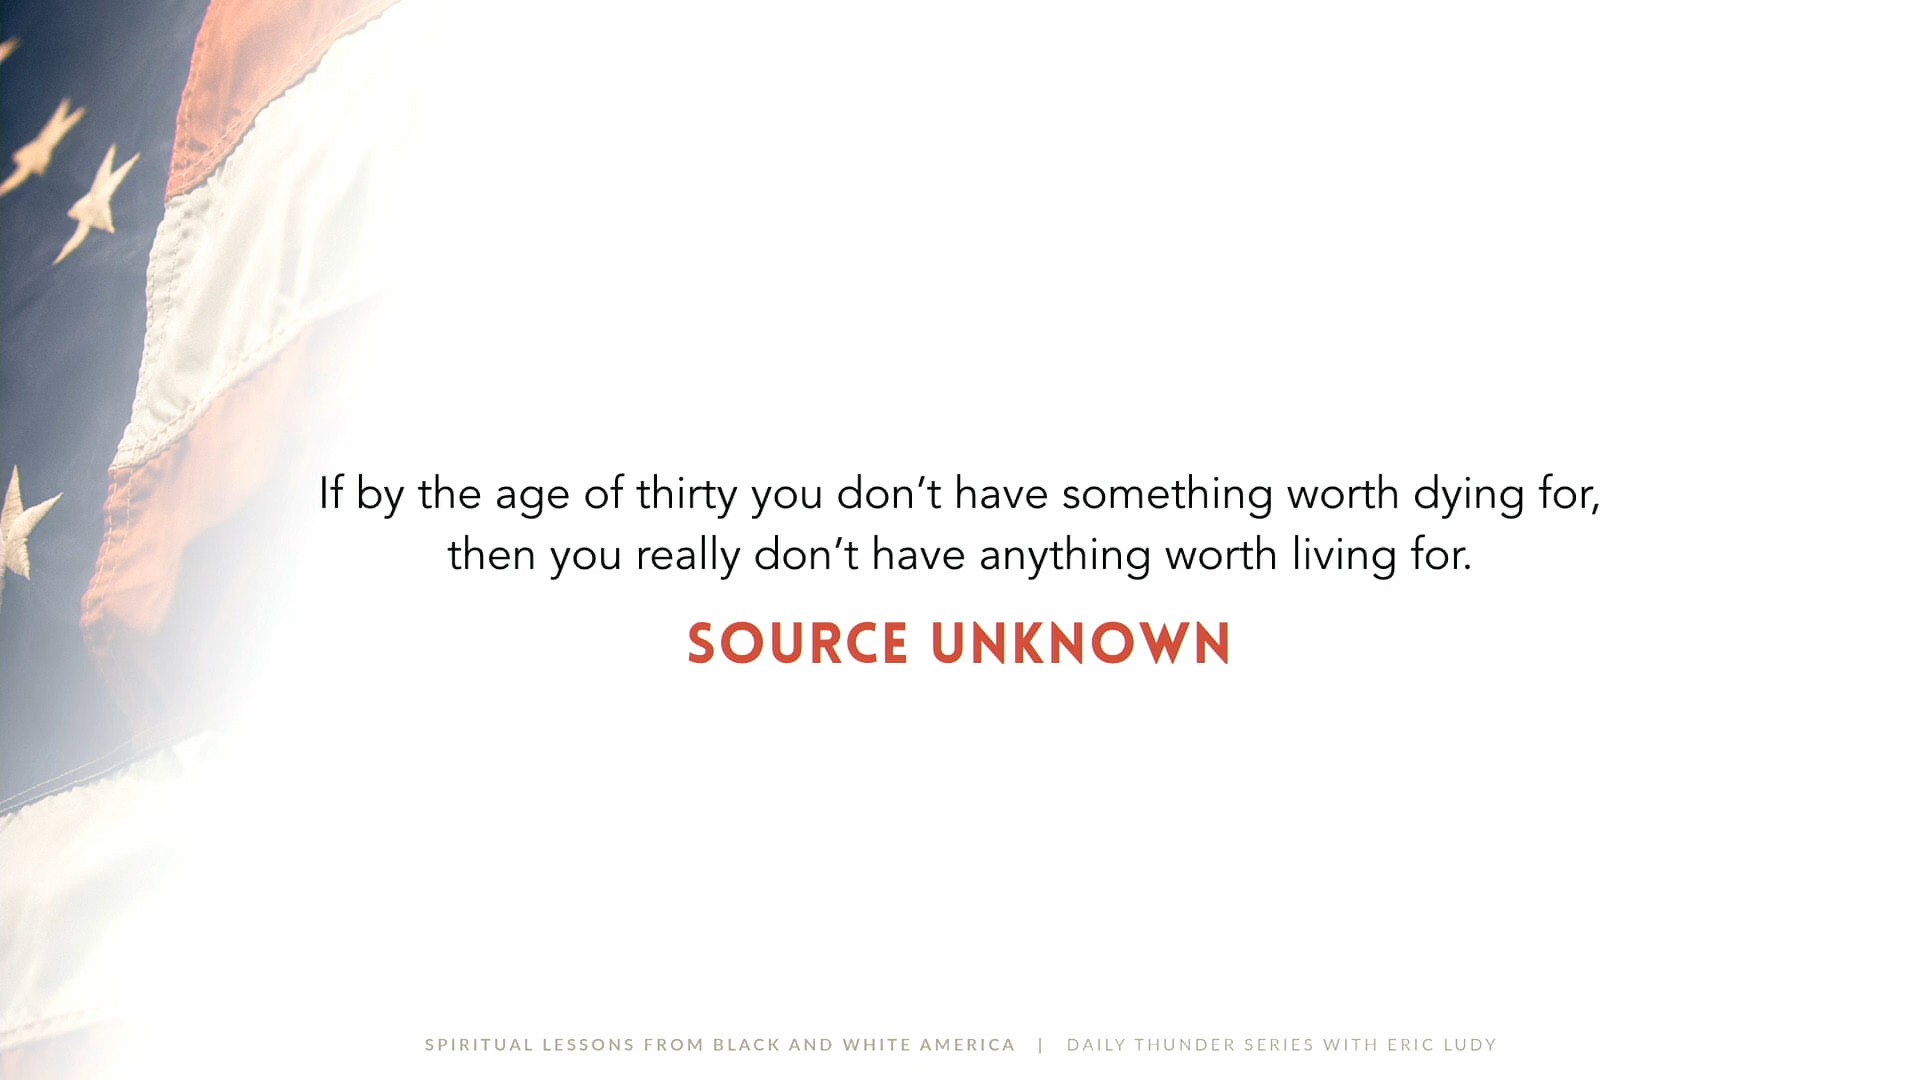 If by the age of thirty you don’t have something worth dying for,
then you really don’t have anything worth living for.
SOURCE UNKNOWN
SPIRITUAL LESSONS FROM BLACK AND WHITE AMERICA | DAILY THUNDER SERIES WITH ERIC LUDY